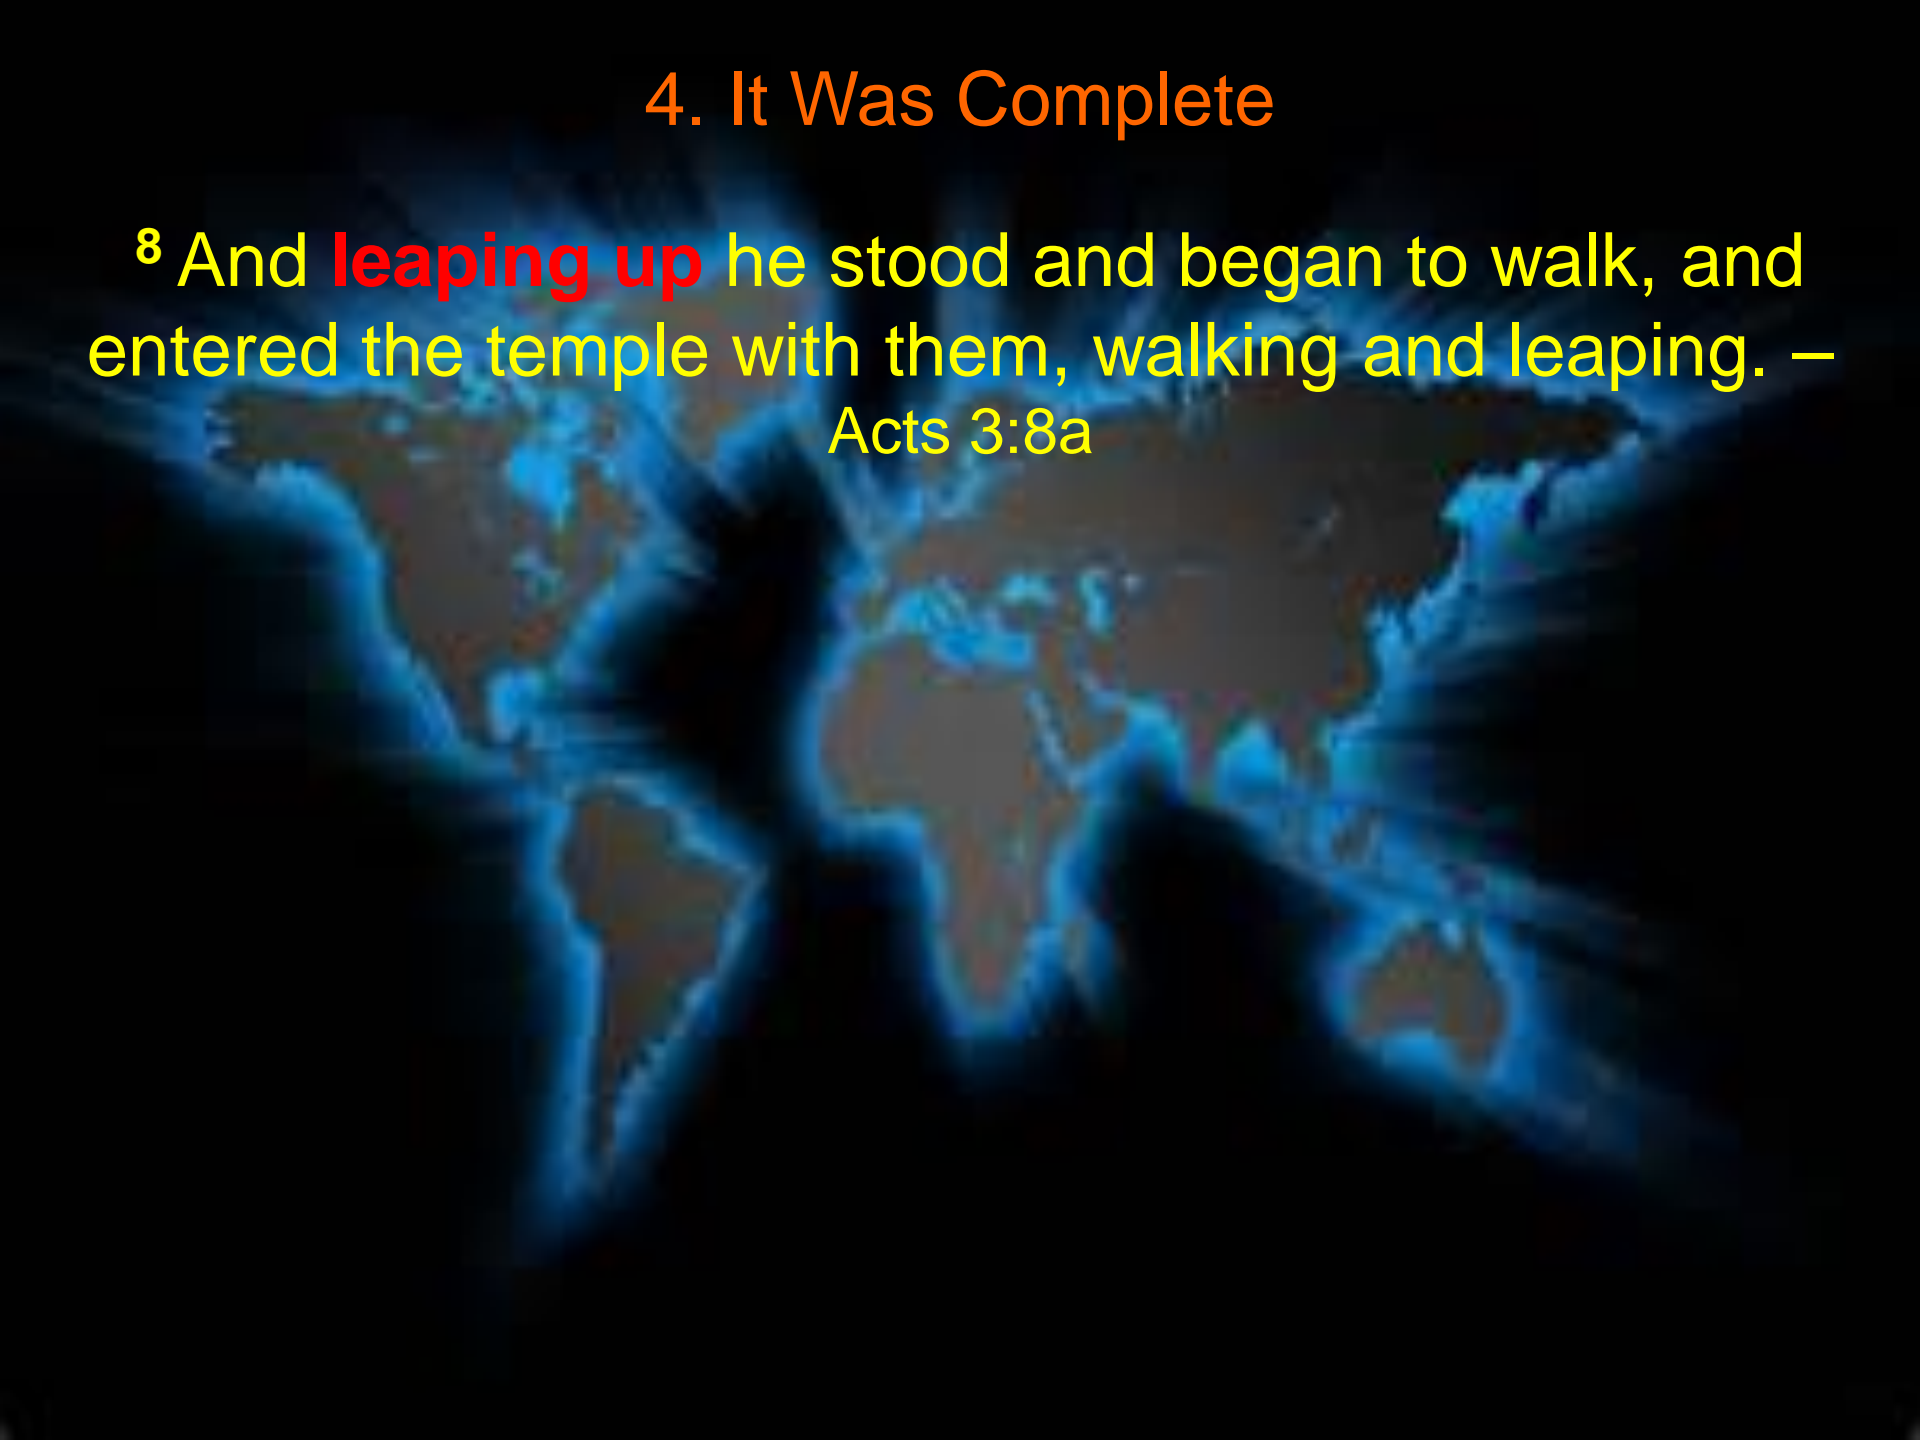 4. It Was Complete
8 And leaping up he stood and began to walk, and
entered the temple with them, walking and leaping. –
Acts 3:8a